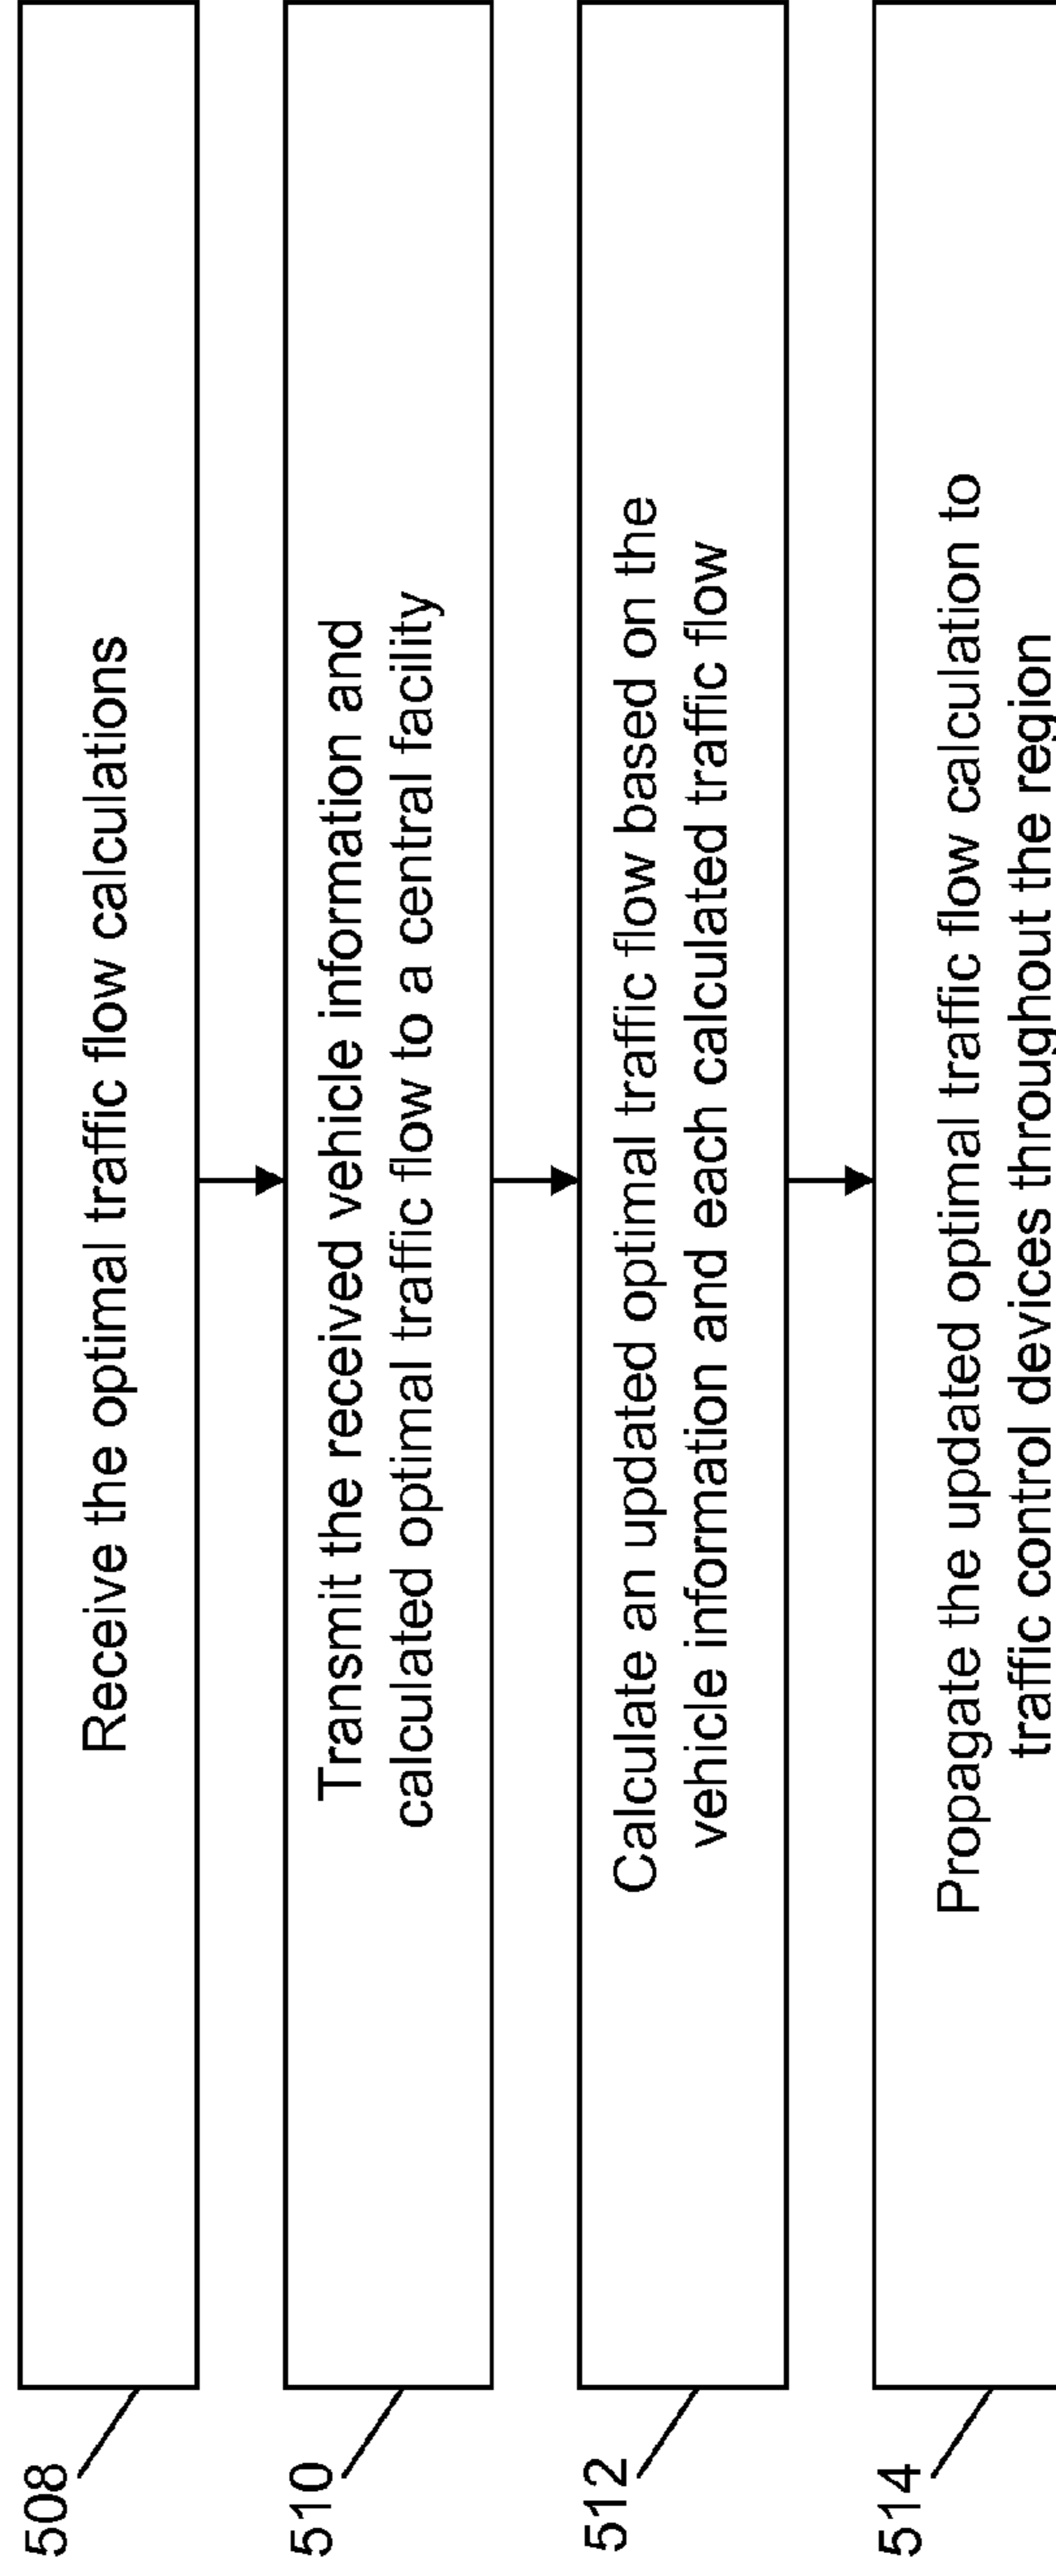 508
Receive the optimal traffic flow calculations
510
Transmit the received vehicle information and
calculated optimal traffic flow to a central facility
512
Calculate an updated optimal traffic flow based on the
vehicle information and each calculated traffic flow
514
Propagate the updated optimal traffic flow calculation to
traffic control devices throughout the region